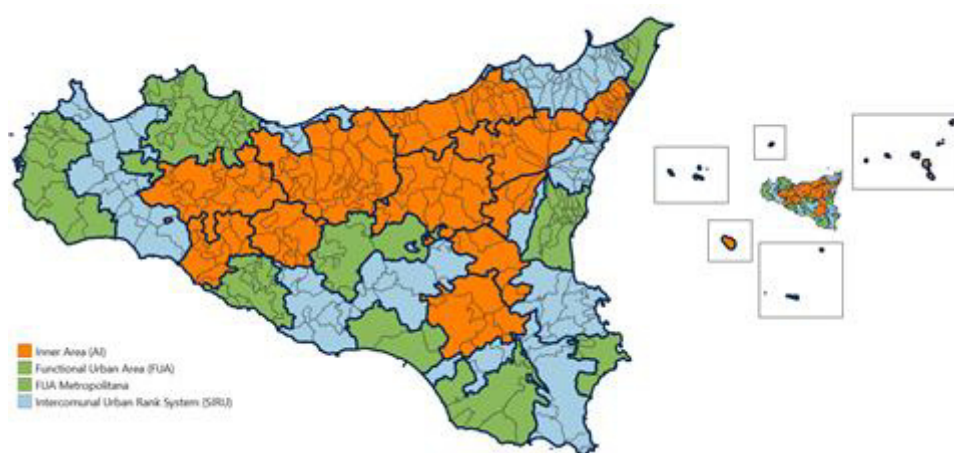 Inner Area (AI)
Functional Urban Area (FUA)
FUA Metropolitana
Intercomunal Urban Rank System (SIRU)